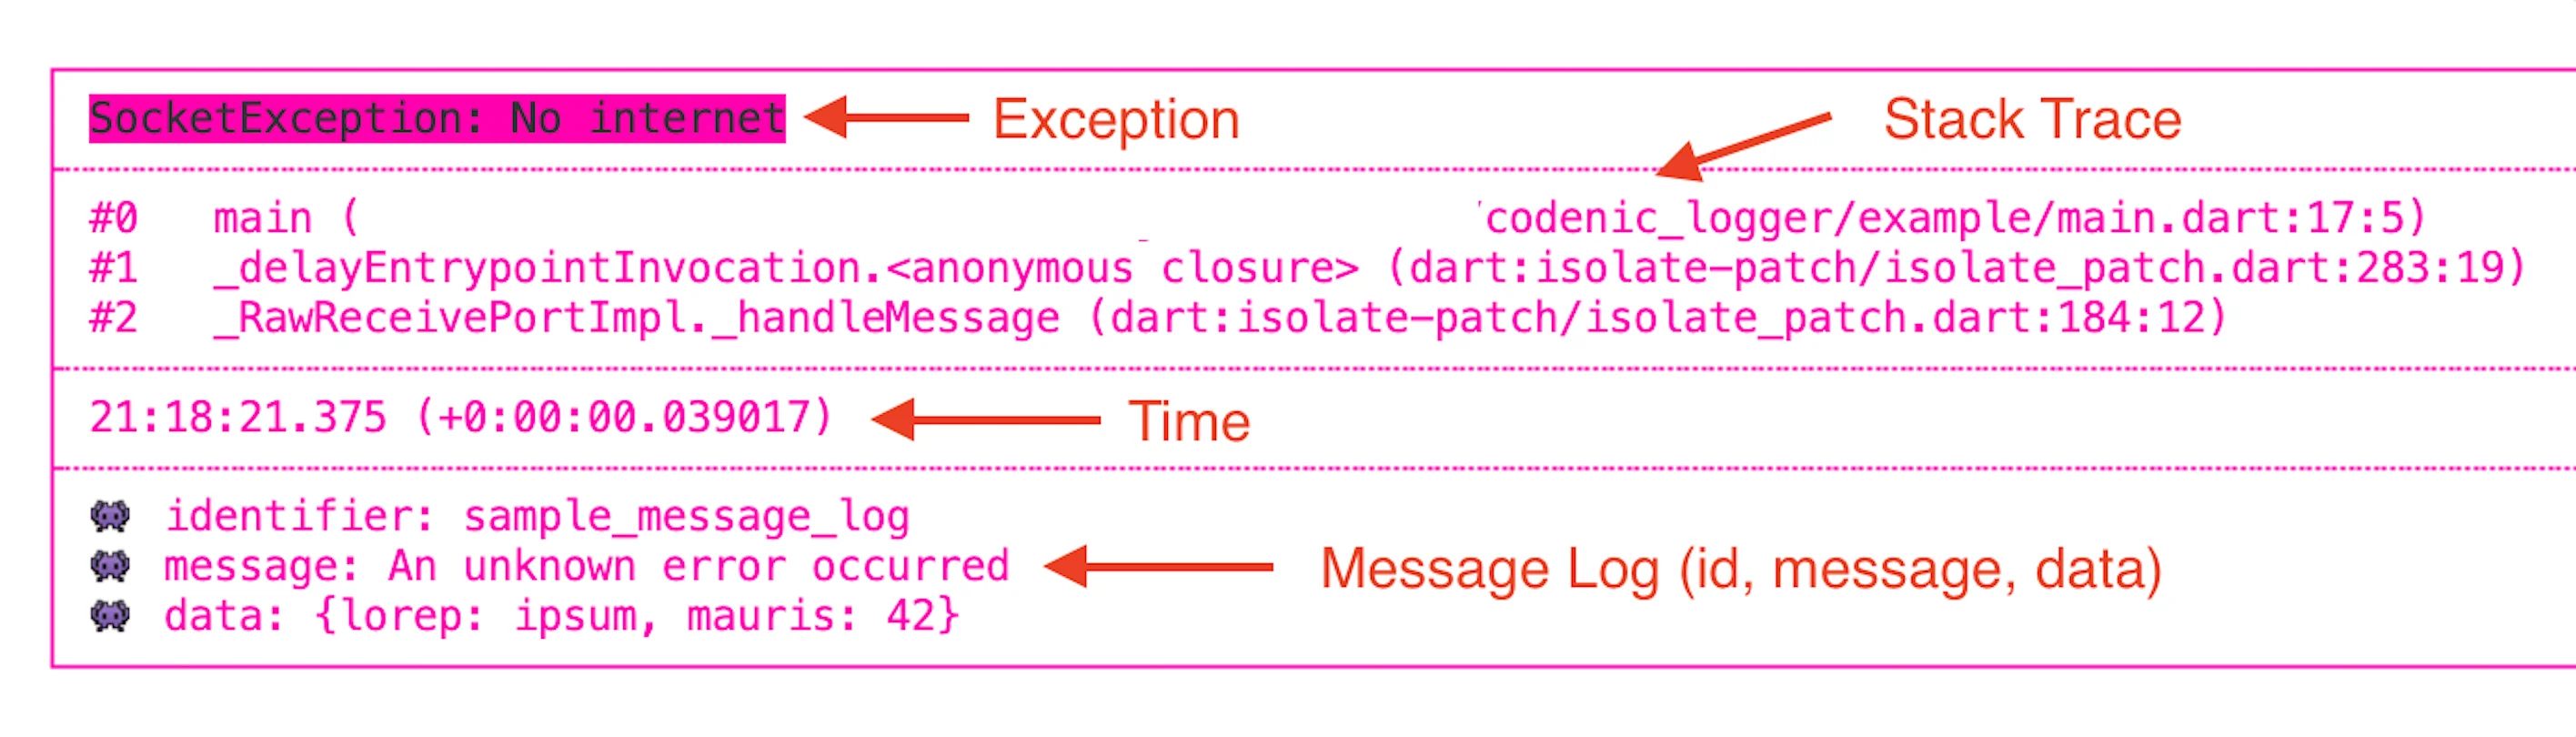 SocketException: No internet
Exception
Stack Trace
#0 main ( codenic_logger/example/main.dart:17:5)
#1 _delayEntrypointInvocation.<anonymous closure> (dart:isolate-patch/isolate_patch.dart:283:19)
#2 _RawReceivePortImpl._handleMessage (dart:isolate-patch/isolate_patch.dart:184:12)
21:18:21.375 (+0:00:00.039017)
Time
👾 identifier: sample_message_log
👾 message: An unknown error occurred
Message Log (id, message, data)
👾 data: {lorep: ipsum, mauris: 42}